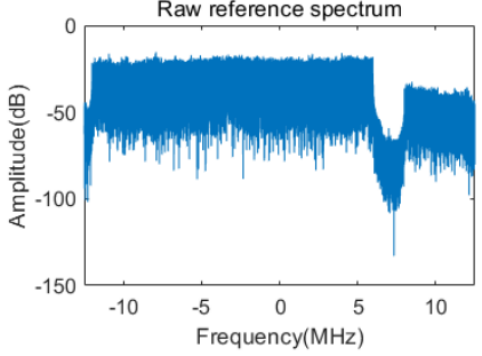 Raw reference spectrum
0
-50
-100
-150
Amplitude(dB)
-10 -5 0 5 10
Frequency(MHz)